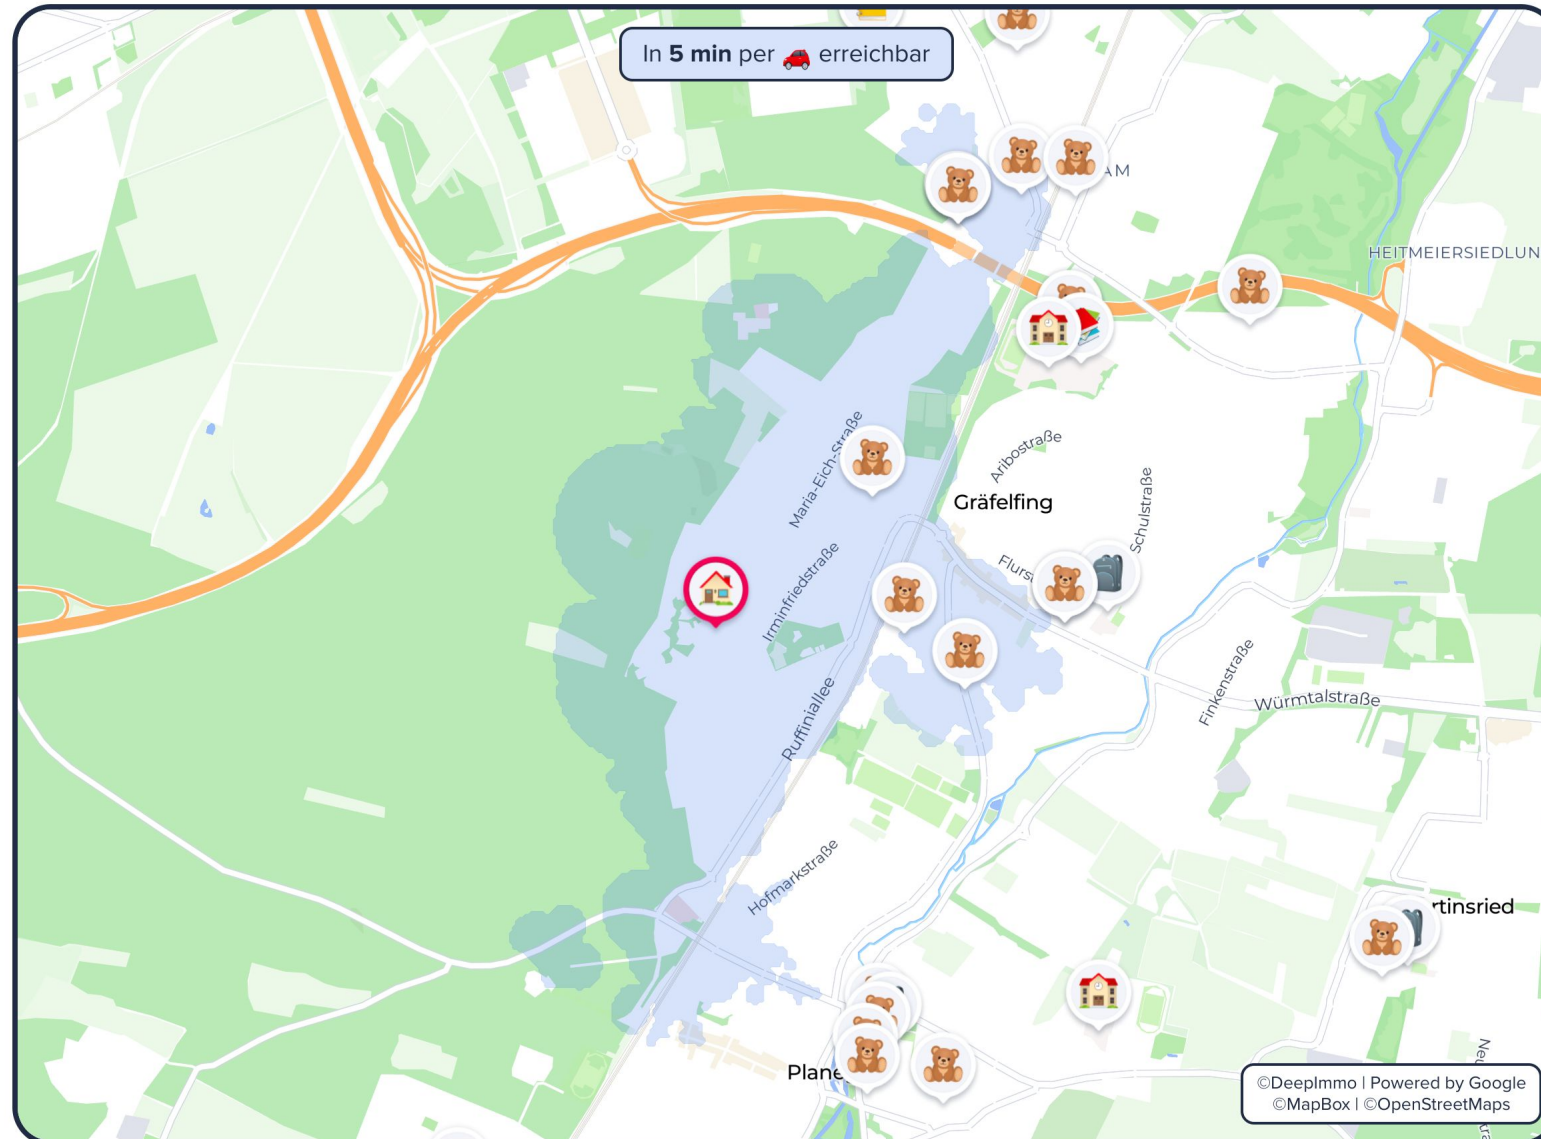 In 5 min per erreichbar
AM
HEITMEIERSIEDLUN
Maria-Eich-Straße
Aribostraße
Gräfelfing
Schulstraße
Irminfriedstraße
Flurs
Finkenstraße
Würmtalstraße
Ruffiniallee
Hofmarkstraße
rtinsried
Plane
Neu
©DeepImmo | Powered by Google
©MapBox | ©OpenStreetMaps